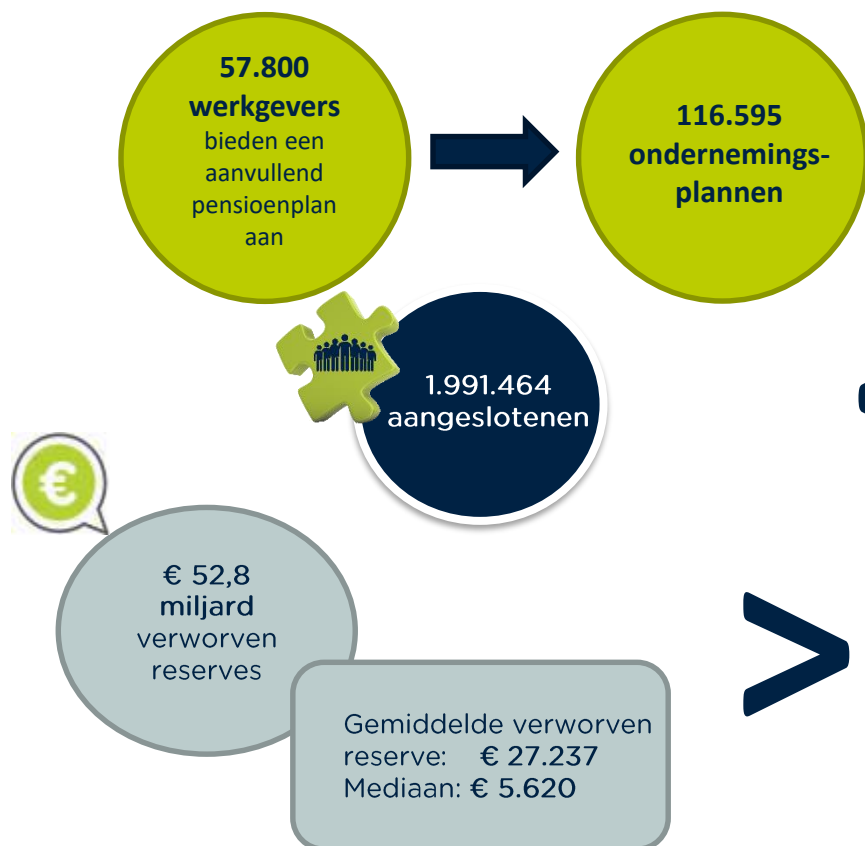 57.800
werkgevers
bieden een
aanvullend
pensioenplan
aan
116.595
ondernemings-
plannen
1.991.464
aangeslotenen
€
€ 52,8
miljard
verworven
reserves
>
Gemiddelde verworven
reserve: € 27.237
Mediaan: € 5.620